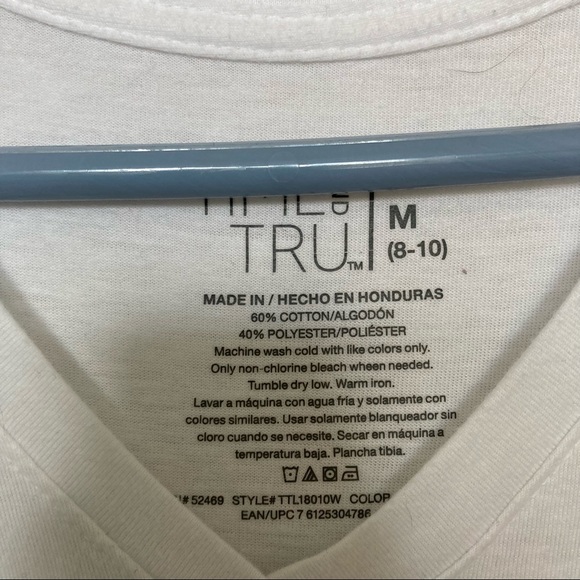 TIME AND
TRU™
M
(8-10)
MADE IN / HECHO EN HONDURAS
60% COTTON/ALGODÓN
40% POLYESTER/POLIÉSTER
Machine wash cold with like colors only.
Only non-chlorine bleach wheen needed.
Tumble dry low. Warm iron.
Lavar a máquina con agua fría y solamente con
colores similares. Usar solamente blanqueador sin
cloro cuando se necesite. Secar en máquina a
temperatura baja. Plancha tibia.
# 52469 STYLE# TTL18010W COLOR
EAN/UPC 7 6125304786